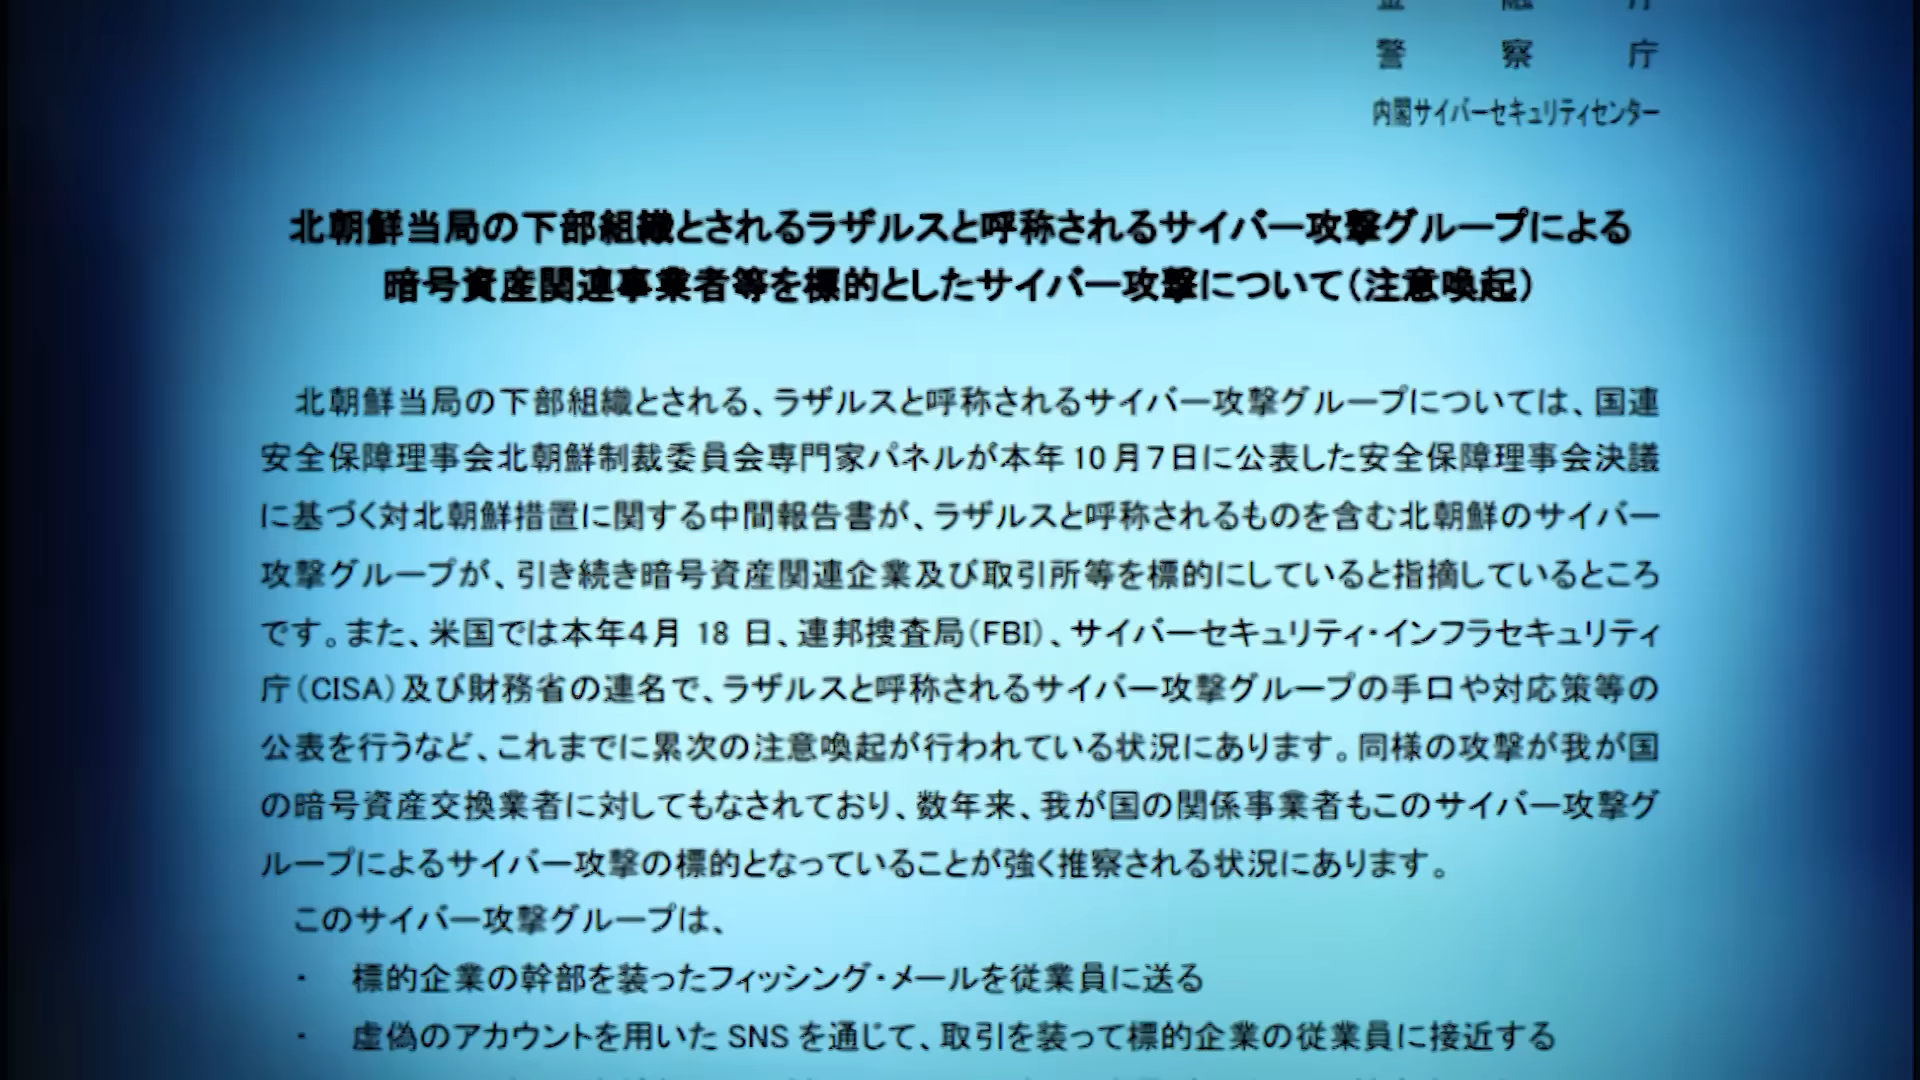 金融庁
警察庁
内閣サイバーセキュリティセンター
北朝鮮当局の下部組織とされるラザルスと呼称されるサイバー攻撃グループによる
暗号資産関連事業者等を標的としたサイバー攻撃について(注意喚起)
北朝鮮当局の下部組織とされる、ラザルスと呼称されるサイバー攻撃グループについては、国連
安全保障理事会北朝鮮制裁委員会専門家パネルが本年10月7日に公表した安全保障理事会決議
に基づく対北朝鮮措置に関する中間報告書が、ラザルスと呼称されるものを含む北朝鮮のサイバー
攻撃グループが、引き続き暗号資産関連企業及び取引所等を標的にしていると指摘しているところ
です。また、米国では本年4月 18 日、連邦捜査局(FBI)、サイバーセキュリティ・インフラセキュリティ
庁(CISA)及び財務省の連名で、ラザルスと呼称されるサイバー攻撃グループの手口や対応策等の
公表を行うなど、これまでに累次の注意喚起が行われている状況にあります。同様の攻撃が我が国
の暗号資産交換業者に対してもなされており、数年来、我が国の関係事業者もこのサイバー攻撃グ
ループによるサイバー攻撃の標的となっていることが強く推察される状況にあります。
このサイバー攻撃グループは、
・ 標的企業の幹部を装ったフィッシング・メールを従業員に送る
・ 虚偽のアカウントを用いた SNS を通じて、取引を装って標的企業の従業員に接近する